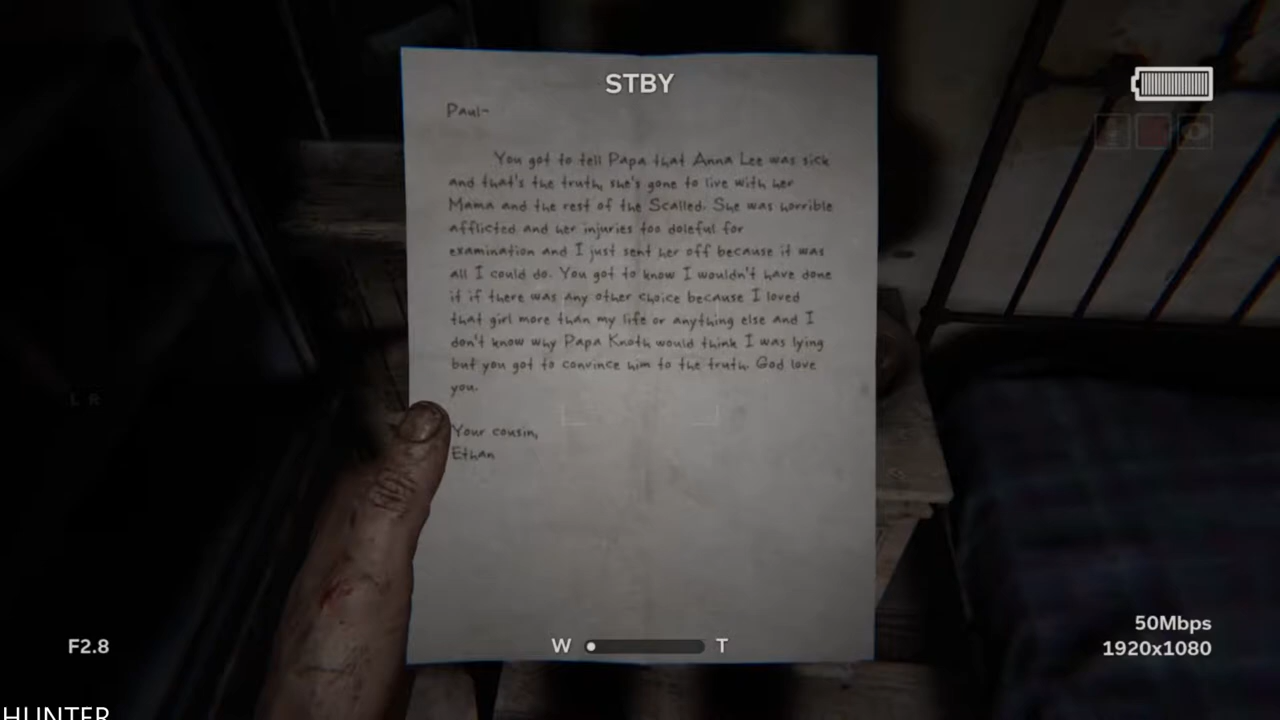 STBY
Paul-
You got to tell Papa that Anna Lee was sick
and that's the truth, she's gone to live with her
Mama and the rest of the Scalled. She was horrible
afflicted and her injuries too doleful for
examination and I just sent her off because it was
all I could do. You got to know I wouldn't have done
it if there was any other choice because I loved
that girl more than my life or anything else and I
don't know why Papa Knoth would think I was lying
but you got to convince him to the truth. God love
you.
Your cousin,
Ethan
L R
F2.8
W T
50Mbps
1920x1080
HUNTER